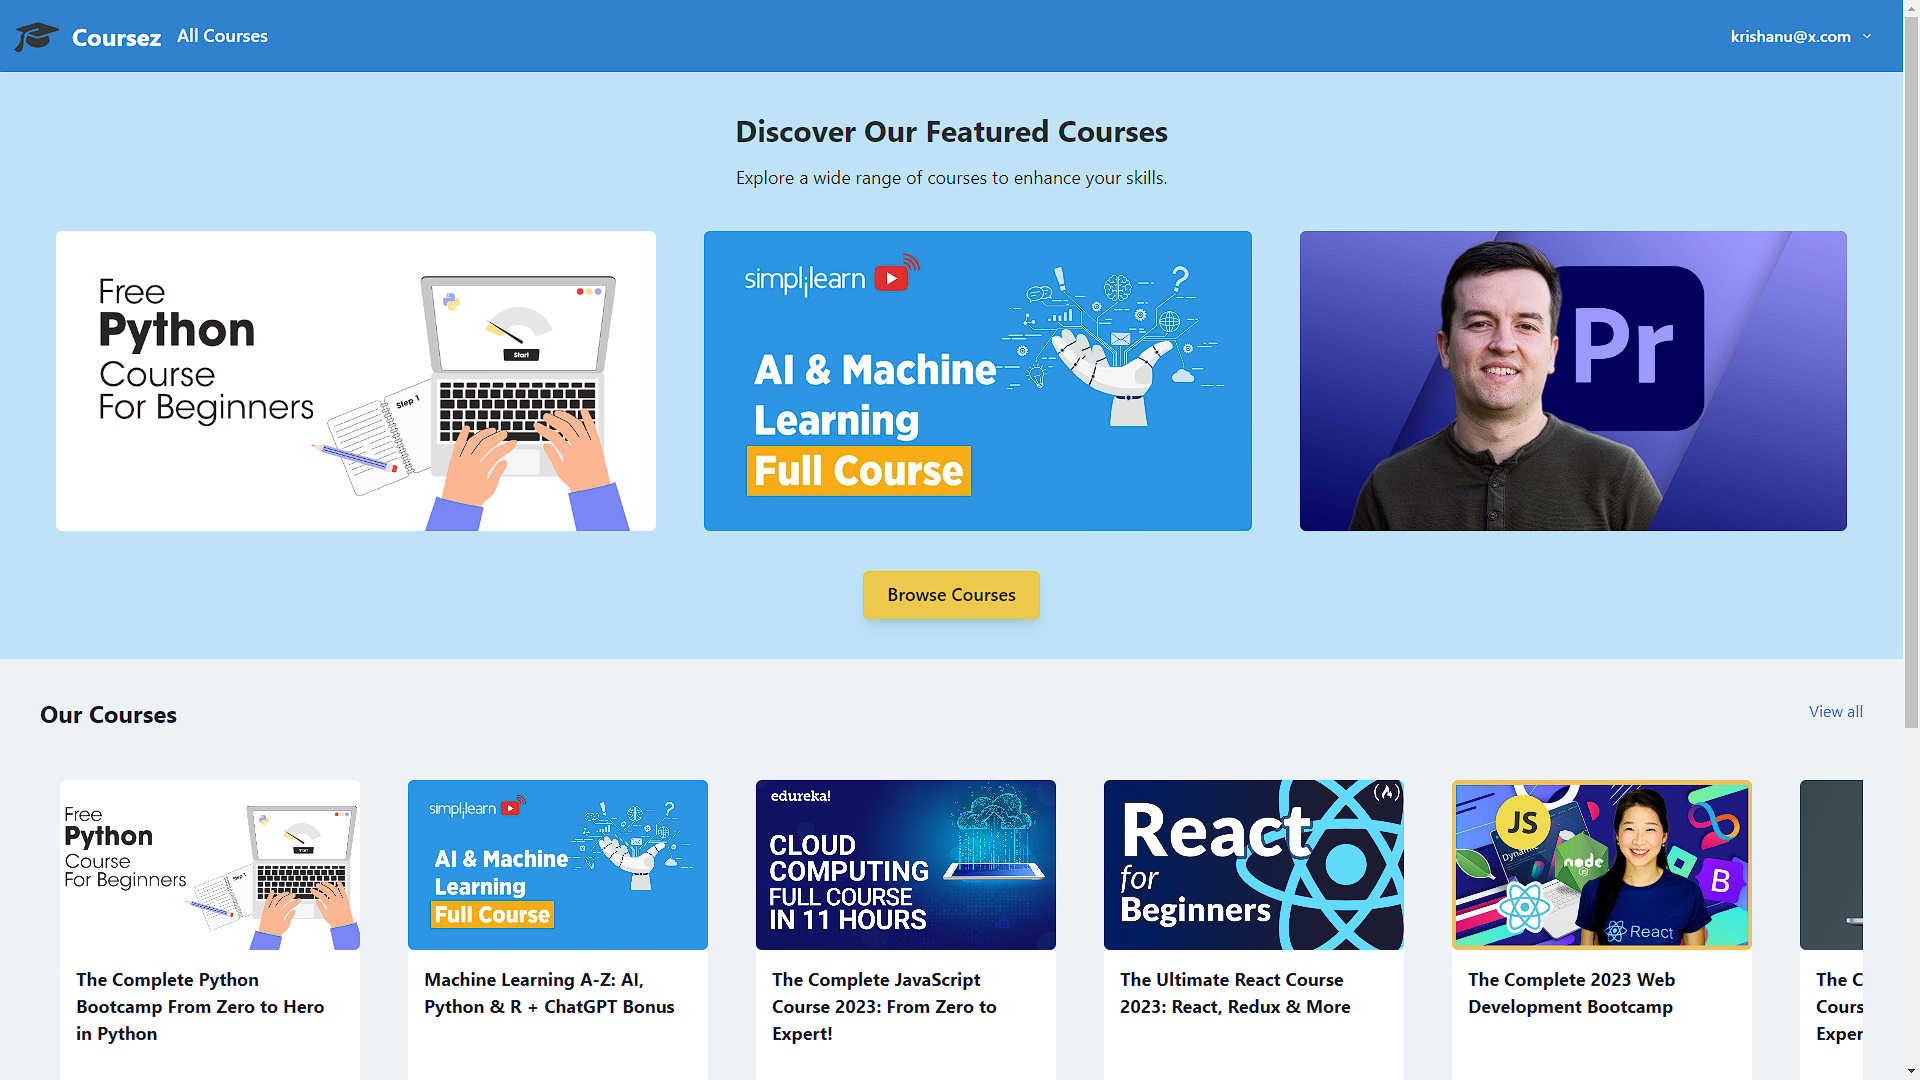 Coursez All Courses krishanu@x.com
Discover Our Featured Courses
Explore a wide range of courses to enhance your skills.
Free
Python
Course
For Beginners
Start
Step 1
simplilearn
AI & Machine
Learning
Full Course
Pr
Browse Courses
Our Courses
View all
Free
Python
Course
For Beginners
Start
Step 1
simplilearn
AI & Machine
Learning
Full Course
edureka!
CLOUD
COMPUTING
FULL COURSE
IN 11 HOURS
React
for
Beginners
JS
Dynamic
node
JS
B
React
The Complete Python
Bootcamp From Zero to Hero
in Python
Machine Learning A-Z: AI,
Python & R + ChatGPT Bonus
The Complete JavaScript
Course 2023: From Zero to
Expert!
The Ultimate React Course
2023: React, Redux & More
The Complete 2023 Web
Development Bootcamp
The C
Cours
Exper